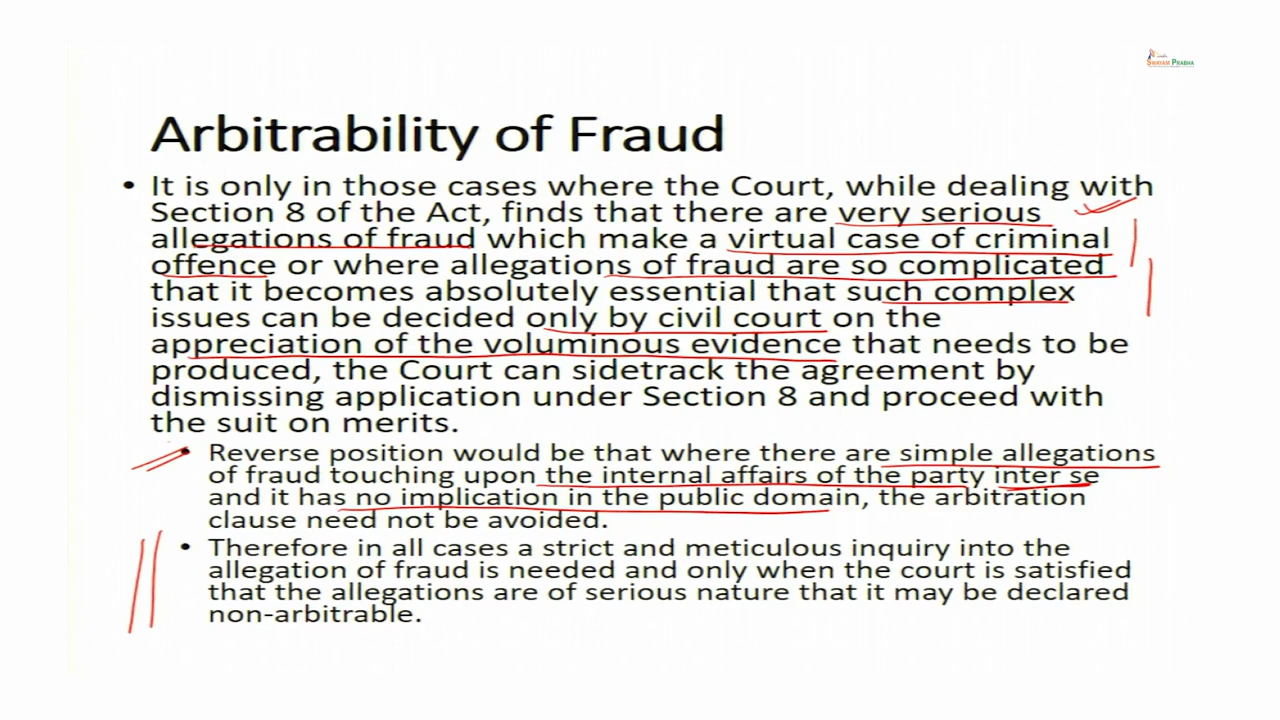 SWAYAM PRABHA
Arbitrability of Fraud
• It is only in those cases where the Court, while dealing with
Section 8 of the Act, finds that there are very serious
allegations of fraud which make a virtual case of criminal
offence or where allegations of fraud are so complicated
that it becomes absolutely essential that such complex
issues can be decided only by civil court on the
appreciation of the voluminous evidence that needs to be
produced, the Court can sidetrack the agreement by
dismissing application under Section 8 and proceed with
the suit on merits.
• Reverse position would be that where there are simple allegations
of fraud touching upon the internal affairs of the party inter se
and it has no implication in the public domain, the arbitration
clause need not be avoided.
• Therefore in all cases a strict and meticulous inquiry into the
allegation of fraud is needed and only when the court is satisfied
that the allegations are of serious nature that it may be declared
non-arbitrable.